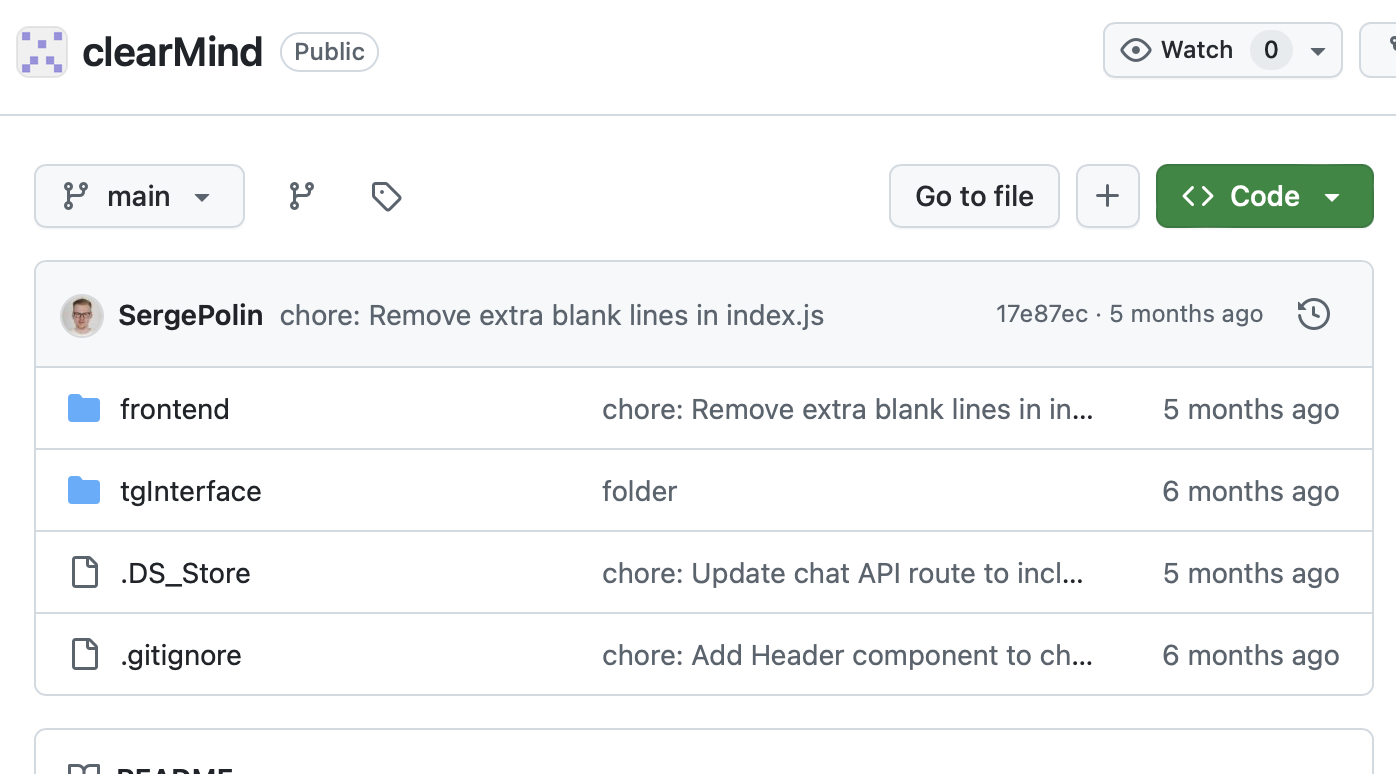 clearMind Public Watch 0
main Go to file Code
SergePolin chore: Remove extra blank lines in index.js 17e87ec · 5 months ago
frontend chore: Remove extra blank lines in in... 5 months ago
tgInterface folder 6 months ago
.DS_Store chore: Update chat API route to incl... 5 months ago
.gitignore chore: Add Header component to ch... 6 months ago
README